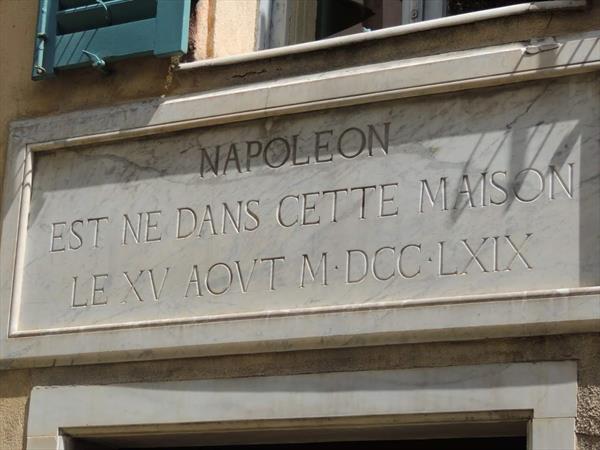 NAPOLEON
EST NE DANS CETTE MAISON
LE XV AOVT M·DCC·LXIX